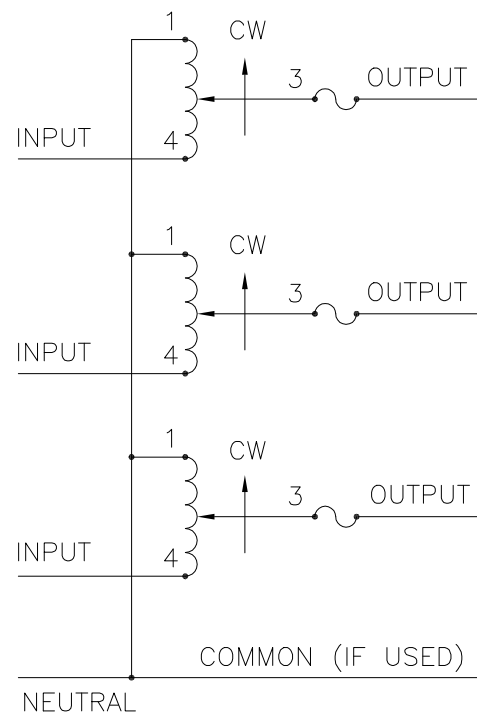 1
CW
3
OUTPUT
INPUT
4
1
CW
3
OUTPUT
INPUT
4
1
CW
3
OUTPUT
INPUT
4
COMMON (IF USED)
NEUTRAL